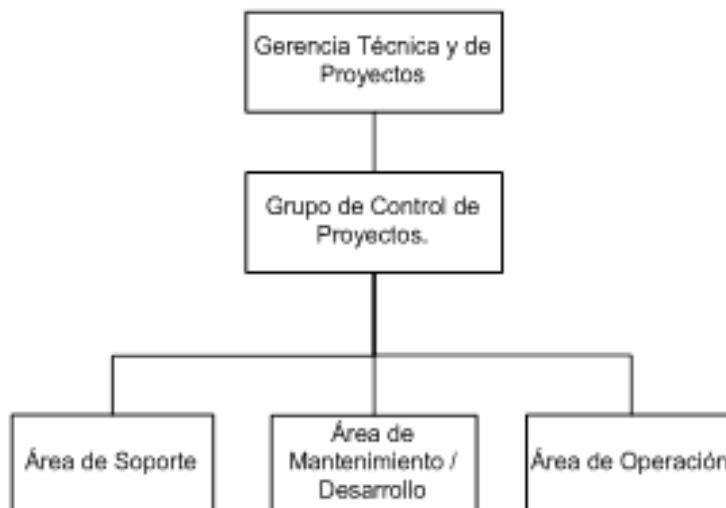 Gerencia Técnica y de
Proyectos
Grupo de Control de
Proyectos.
Área de Soporte
Área de
Mantenimiento /
Desarrollo
Área de Operación